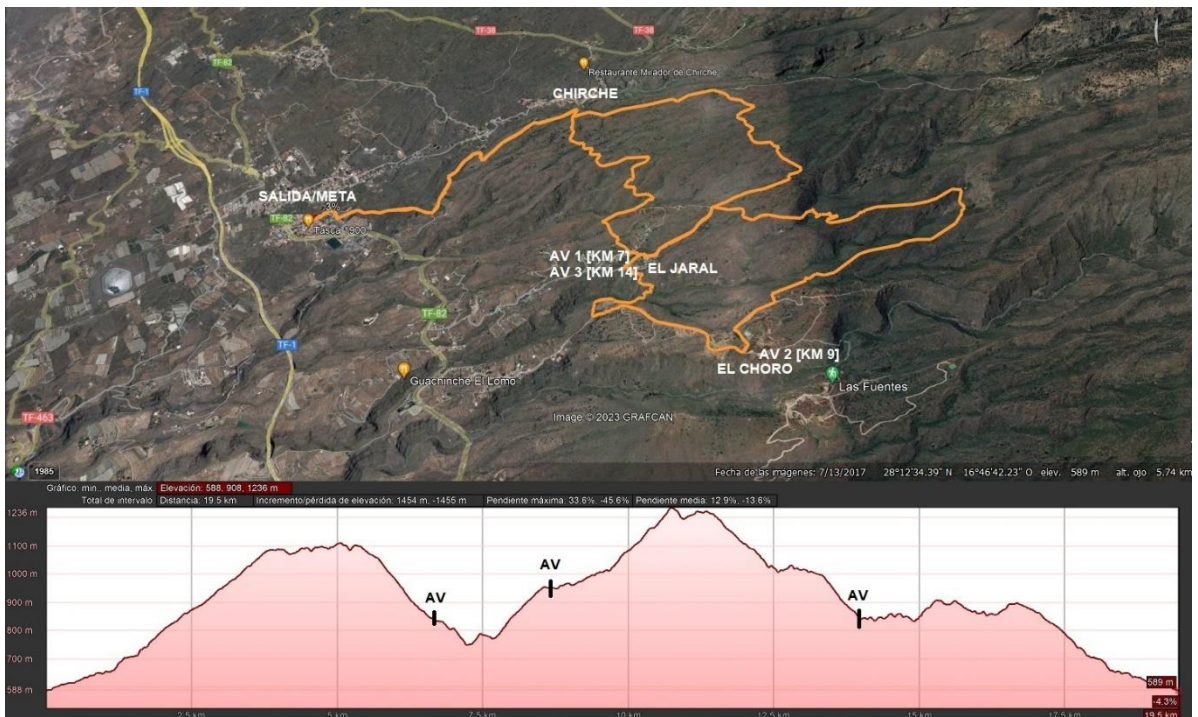 TF-38
TF-38
TF-82
Restaurante Mirador de Chirche
TF-1
CHIRCHE
SALIDA/META
-3%
TF-82
Tasca 1900
AV 1 [KM 7]
AV 3 [KM 14]
EL JARAL
TF-82
TF-1
AV 2 [KM 9]
EL CHORO
Guachinche El Lomo
Las Fuentes
TF-463
Image © 2023 GRAFCAN
1985
Fecha de las imágenes: 7/13/2017 28°12'34.39" N 16°46'42.23" O elev. 589 m alt. ojo 5.74 km
Gráfico: min., media, máx. Elevación: 588, 908, 1236 m
Total de intervalo: Distancia: 19.5 km Incremento/pérdida de elevación: 1454 m, -1455 m Pendiente máxima: 33.6%, -45.6% Pendiente media: 12.9%, -13.6%
1236 m
1100 m
1000 m
900 m
800 m
700 m
588 m
AV
AV
AV
589 m
-4.3%
2.5 km 5 km 7.5 km 10 km 12.5 km 15 km 17.5 km 19.5 km